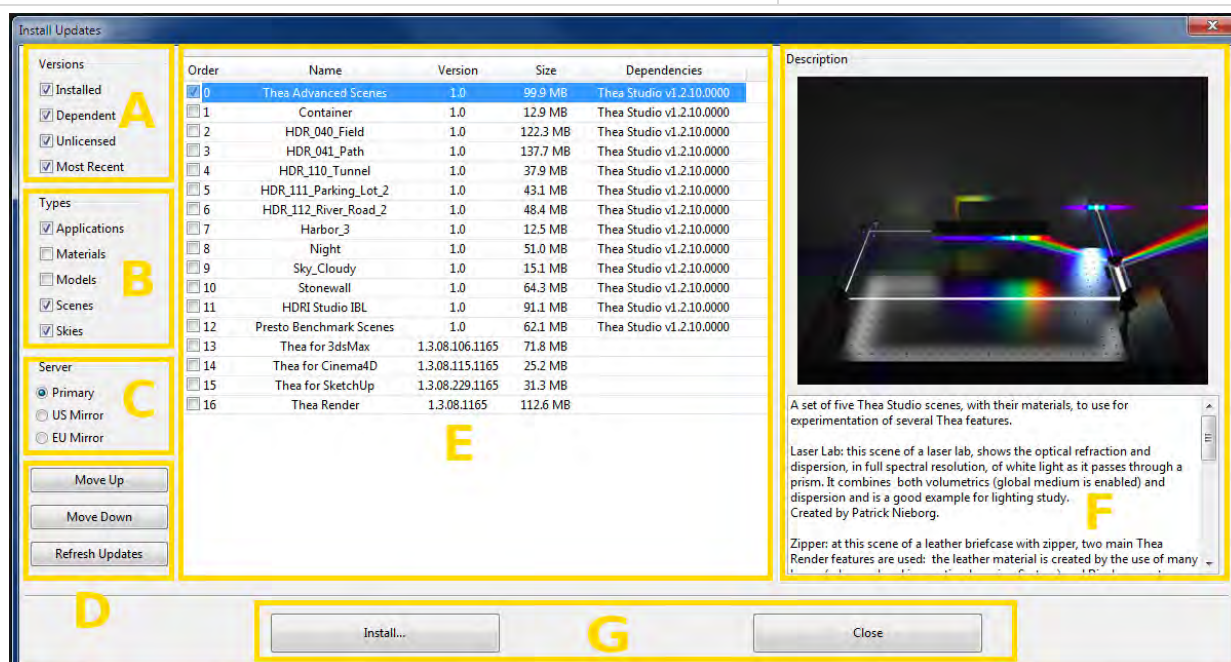 Install Updates
Versions
Installed
Dependent
Unlicensed
Most Recent
A
Types
Applications
Materials
Models
Scenes
Skies
B
Server
Primary
US Mirror
EU Mirror
C
Move Up
Move Down
Refresh Updates
D
Order Name Version Size Dependencies
0 Thea Advanced Scenes 1.0 99.9 MB Thea Studio v1.2.10.0000
1 Container 1.0 12.9 MB Thea Studio v1.2.10.0000
2 HDR_040_Field 1.0 122.3 MB Thea Studio v1.2.10.0000
3 HDR_041_Path 1.0 137.7 MB Thea Studio v1.2.10.0000
4 HDR_110_Tunnel 1.0 37.9 MB Thea Studio v1.2.10.0000
5 HDR_111_Parking_Lot_2 1.0 43.1 MB Thea Studio v1.2.10.0000
6 HDR_112_River_Road_2 1.0 48.4 MB Thea Studio v1.2.10.0000
7 Harbor_3 1.0 12.5 MB Thea Studio v1.2.10.0000
8 Night 1.0 51.0 MB Thea Studio v1.2.10.0000
9 Sky_Cloudy 1.0 15.1 MB Thea Studio v1.2.10.0000
10 Stonewall 1.0 64.3 MB Thea Studio v1.2.10.0000
11 HDRI Studio IBL 1.0 91.1 MB Thea Studio v1.2.10.0000
12 Presto Benchmark Scenes 1.0 62.1 MB Thea Studio v1.2.10.0000
13 Thea for 3dsMax 1.3.08.106.1165 71.8 MB
14 Thea for Cinema4D 1.3.08.115.1165 25.2 MB
15 Thea for SketchUp 1.3.08.229.1165 31.3 MB
16 Thea Render 1.3.08.1165 112.6 MB
E
Description
A set of five Thea Studio scenes, with their materials, to use for
experimentation of several Thea features.
Laser Lab: this scene of a laser lab, shows the optical refraction and
dispersion, in full spectral resolution, of white light as it passes through a
prism. It combines both volumetrics (global medium is enabled) and
dispersion and is a good example for lighting study.
Created by Patrick Nieborg.
Zipper: at this scene of a leather briefcase with zipper, two main Thea
Render features are used: the leather material is created by the use of many
F
Install...
G
Close